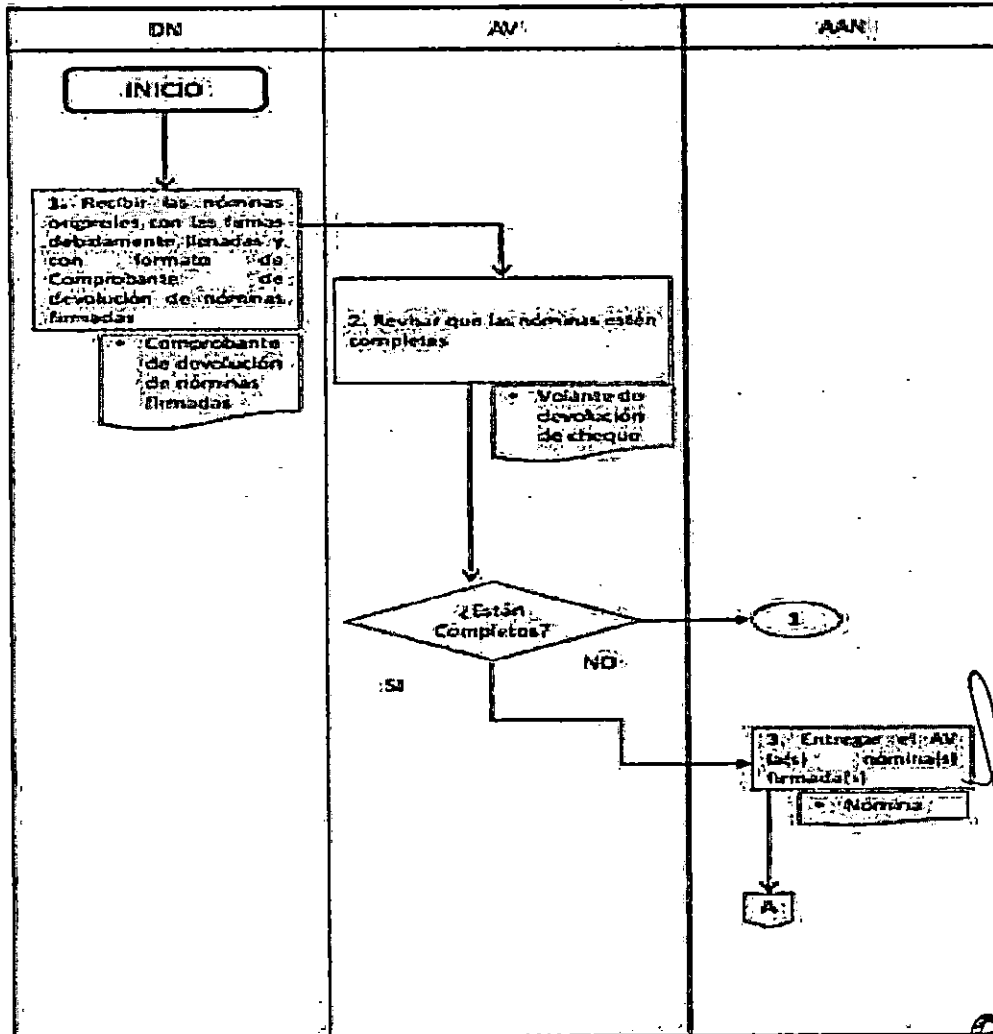 DN
AV
AAN
INICIO
1. Recibir las nóminas
originales, con las firmas
debidamente llenadas y
con formato de
Comprobante de
devolución de nóminas
firmadas
• Comprobante
de devolución
de nóminas
firmadas
2. Revisar que las nóminas estén
completas
• Volante de
devolución
de cheque
¿Están
Completos?
1
NO
SI
3. Entregar el AV
la(s) nómina(s)
firmada(s)
• Nómina
A